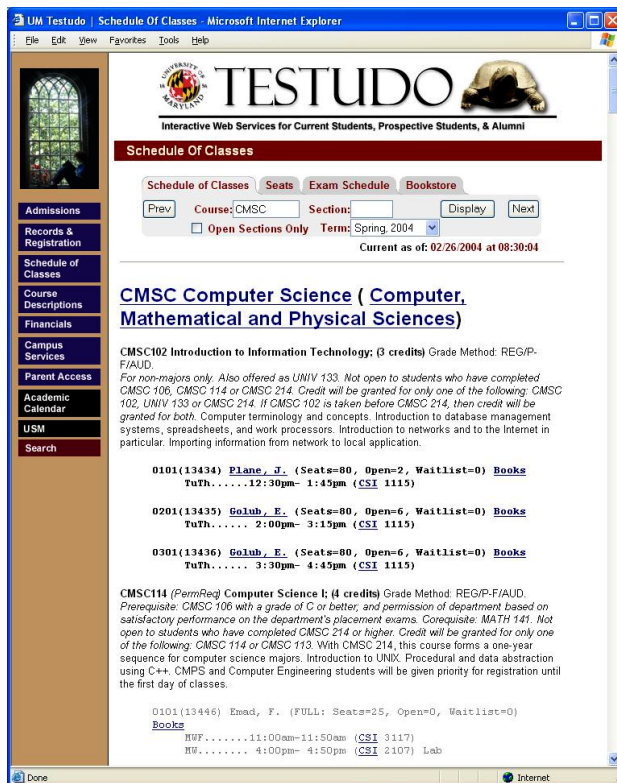 UM Testudo | Schedule Of Classes - Microsoft Internet Explorer
File Edit View Favorites Tools Help
UNIVERSITY OF MARYLAND
18 56
TESTUDO
Interactive Web Services for Current Students, Prospective Students, & Alumni
Schedule Of Classes
Schedule of Classes Seats Exam Schedule Bookstore
Prev Course: CMSC Section: Display Next
Open Sections Only Term: Spring, 2004
Current as of: 02/26/2004 at 08:30:04
Admissions
Records &
Registration
Schedule of
Classes
Course
Descriptions
Financials
Campus
Services
Parent Access
Academic
Calendar
USM
Search
CMSC Computer Science ( Computer,
Mathematical and Physical Sciences)
CMSC102 Introduction to Information Technology; (3 credits) Grade Method: REG/P-
F/AUD.
For non-majors only. Also offered as UNIV 133. Not open to students who have completed
CMSC 106, CMSC 114 or CMSC 214. Credit will be granted for only one of the following: CMSC
102, UNIV 133 or CMSC 214. If CMSC 102 is taken before CMSC 214, then credit will be
granted for both. Computer terminology and concepts. Introduction to database management
systems, spreadsheets, and work processors. Introduction to networks and to the Internet in
particular. Importing information from network to local application.
0101(13434) Plane, J. (Seats=80, Open=2, Waitlist=0) Books
TuTh......12:30pm- 1:45pm (CSI 1115)
0201(13435) Golub, E. (Seats=80, Open=6, Waitlist=0) Books
TuTh...... 2:00pm- 3:15pm (CSI 1115)
0301(13436) Golub, E. (Seats=80, Open=6, Waitlist=0) Books
TuTh...... 3:30pm- 4:45pm (CSI 1115)
CMSC114 (PermReq) Computer Science I; (4 credits) Grade Method: REG/P-F/AUD.
Prerequisite: CMSC 106 with a grade of C or better; and permission of department based on
satisfactory performance on the department's placement exams. Corequisite: MATH 141. Not
open to students who have completed CMSC 214 or higher. Credit will be granted for only one
of the following: CMSC 114 or CMSC 113. With CMSC 214, this course forms a one-year
sequence for computer science majors. Introduction to UNIX. Procedural and data abstraction
using C++. CMPS and Computer Engineering students will be given priority for registration until
the first day of classes.
0101(13446) Emad, F. (FULL: Seats=25, Open=0, Waitlist=0)
Books
MWF.......11:00am-11:50am (CSI 3117)
MW........ 4:00pm- 4:50pm (CSI 2107) Lab
Done Internet